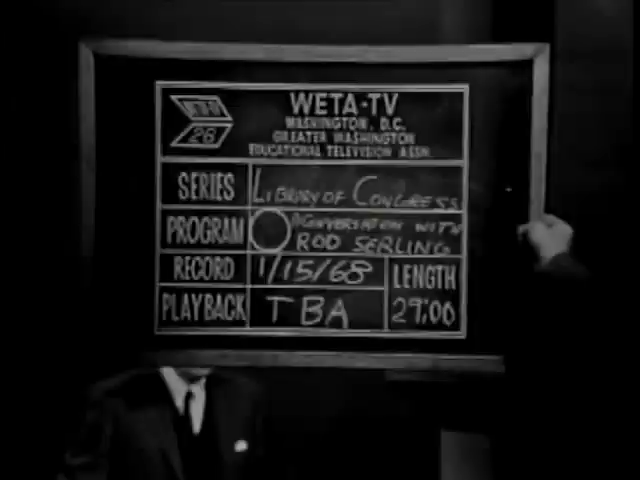 WETA
26
WETA-TV
WASHINGTON, D.C.
GREATER WASHINGTON
EDUCATIONAL TELEVISION ASSN.
SERIES
LIBRARY OF CONGRESS
PROGRAM
A CONVERSATION WITH
ROD SERLING
RECORD
1/15/68
LENGTH
PLAYBACK
TBA
29:00